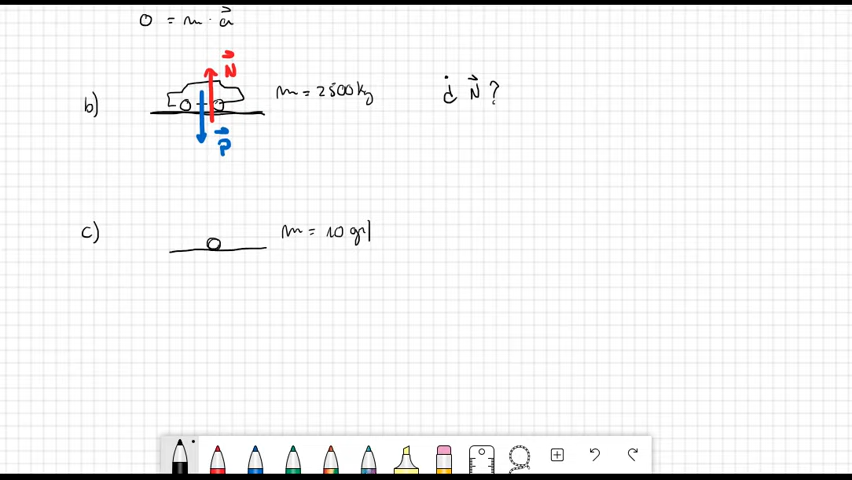 0 = m · a⃗
N⃗
b) m = 2500 kg ¿ N⃗ ?
P⃗
c) m = 10 gr